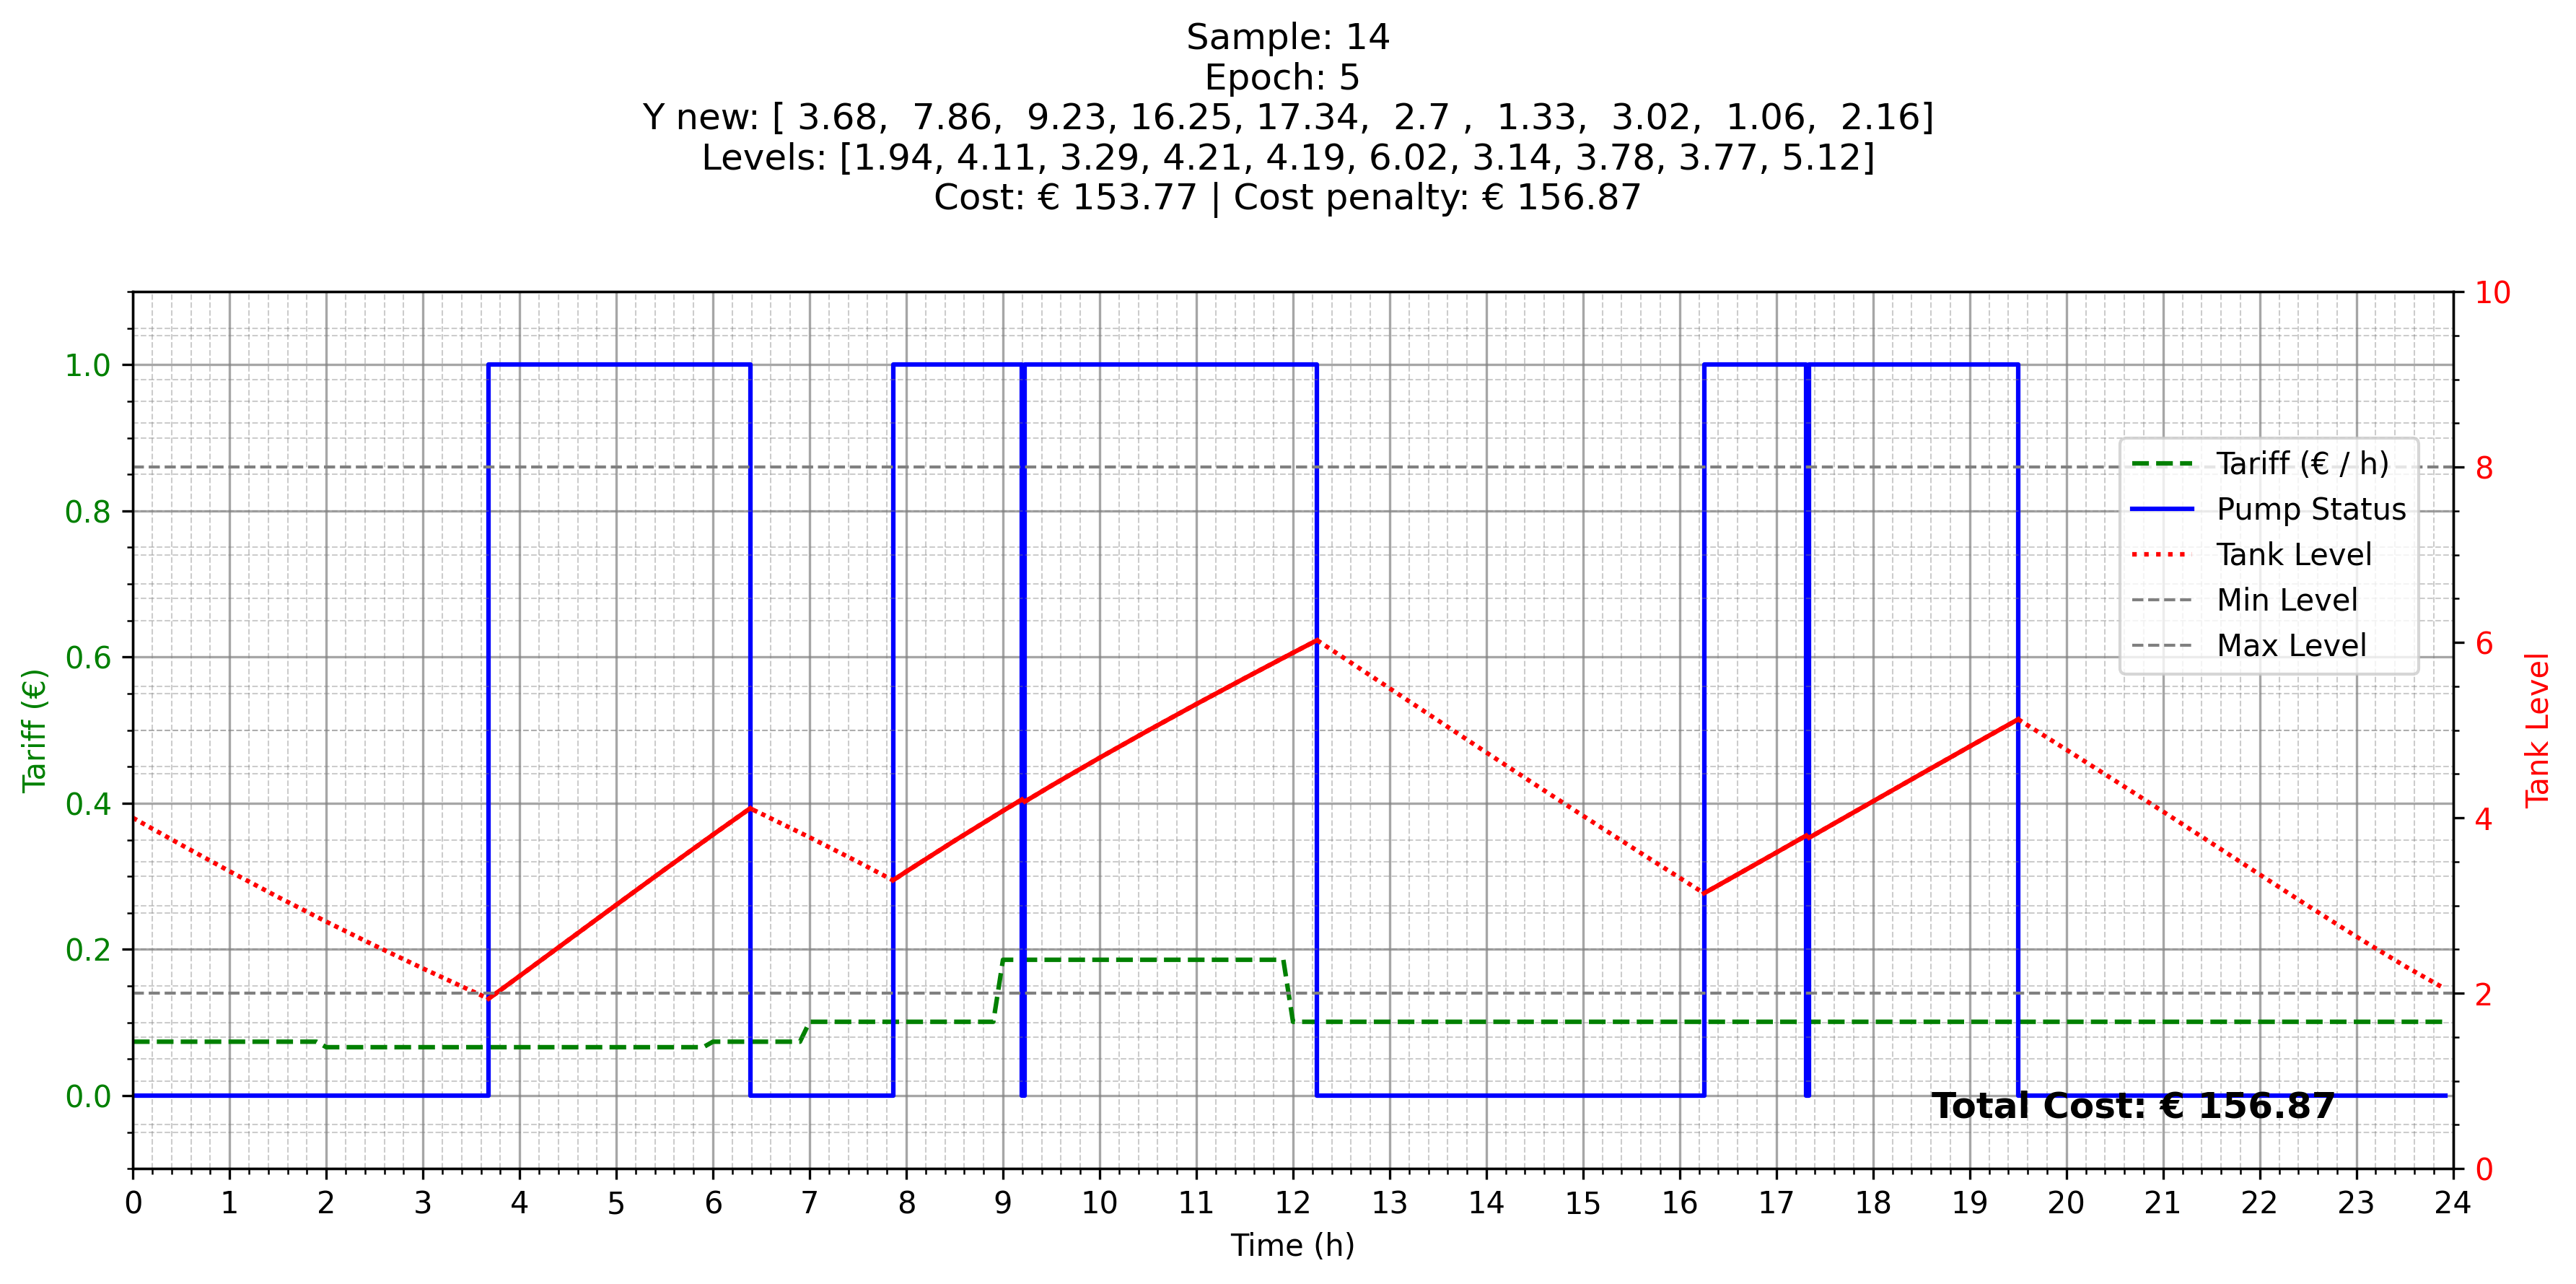 Sample: 14
Epoch: 5
Y new: [ 3.68,  7.86,  9.23, 16.25, 17.34,  2.7 ,  1.33,  3.02,  1.06,  2.16]
Levels: [1.94, 4.11, 3.29, 4.21, 4.19, 6.02, 3.14, 3.78, 3.77, 5.12]
Cost: € 153.77 | Cost penalty: € 156.87
1.0
0.8
0.6
0.4
0.2
0.0
Tariff (€)
10
8
6
4
2
0
Tank Level
Tariff (€ / h)
Pump Status
Tank Level
Min Level
Max Level
Total Cost: € 156.87
0 1 2 3 4 5 6 7 8 9 10 11 12 13 14 15 16 17 18 19 20 21 22 23 24
Time (h)